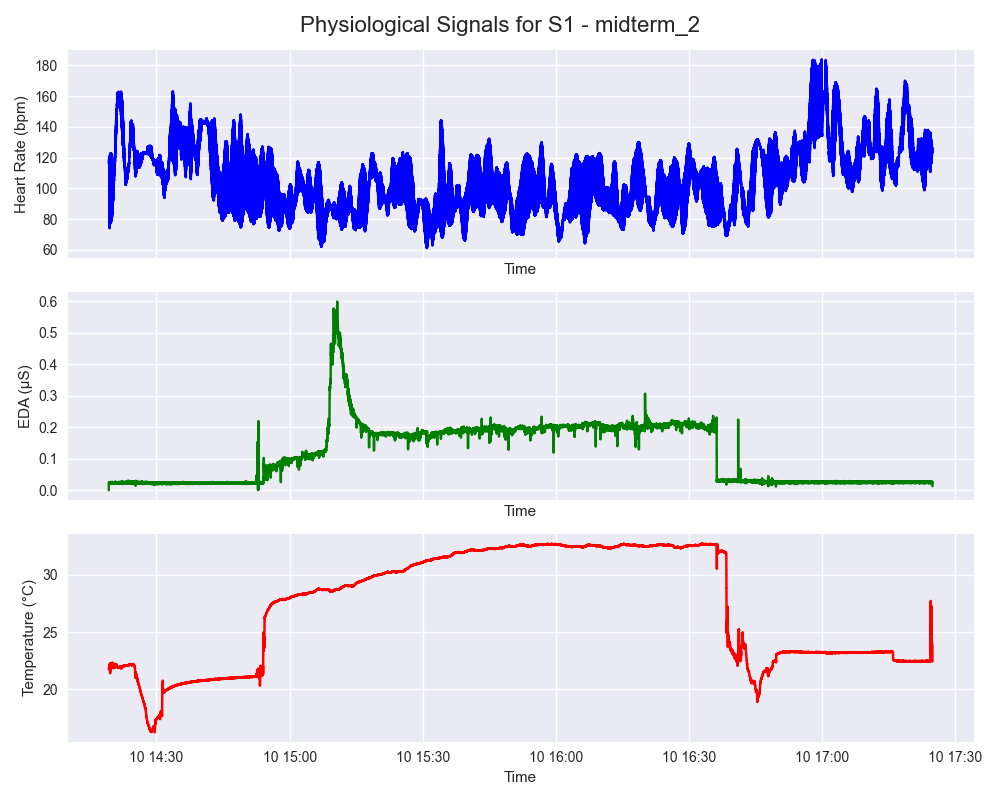 Physiological Signals for S1 - midterm_2
180
160
140
120
100
80
60
Heart Rate (bpm)
Time
0.6
0.5
0.4
0.3
0.2
0.1
0.0
EDA (µS)
Time
30
25
20
Temperature (°C)
10 14:30 10 15:00 10 15:30 10 16:00 10 16:30 10 17:00 10 17:30
Time